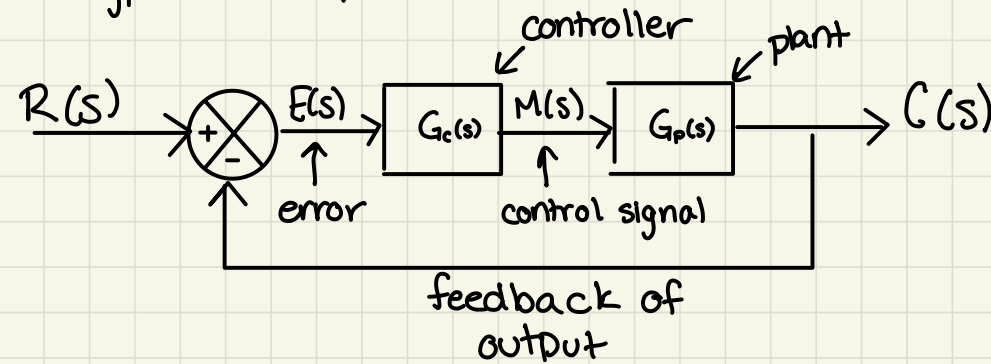 controller
plant
R(s)
+
−
E(s)
Gc(s)
M(s)
Gp(s)
C(s)
error
control signal
feedback of
output